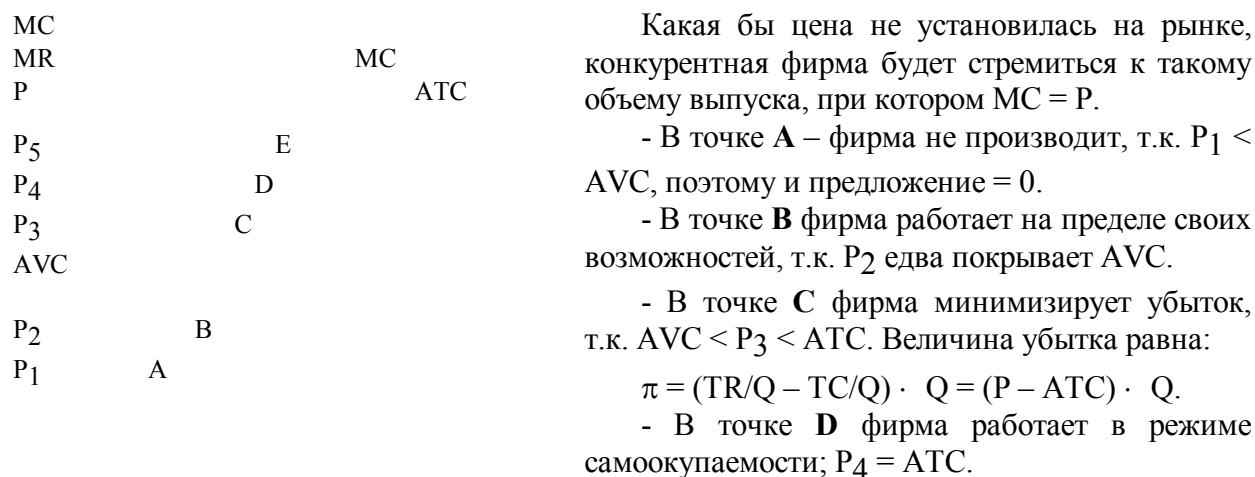 MC
MR MC
P ATC
P5 E
P4 D
P3 C
AVC
P2 B
P1 A
Какая бы цена не установилась на рынке,
конкурентная фирма будет стремиться к такому
объему выпуска, при котором MC = P.
- В точке А – фирма не производит, т.к. P1 <
AVC, поэтому и предложение = 0.
- В точке В фирма работает на пределе своих
возможностей, т.к. P2 едва покрывает AVC.
- В точке С фирма минимизирует убыток,
т.к. AVC < P3 < ATC. Величина убытка равна:
π = (TR/Q – TC/Q) · Q = (P – ATC) · Q.
- В точке D фирма работает в режиме
самоокупаемости; P4 = ATC.